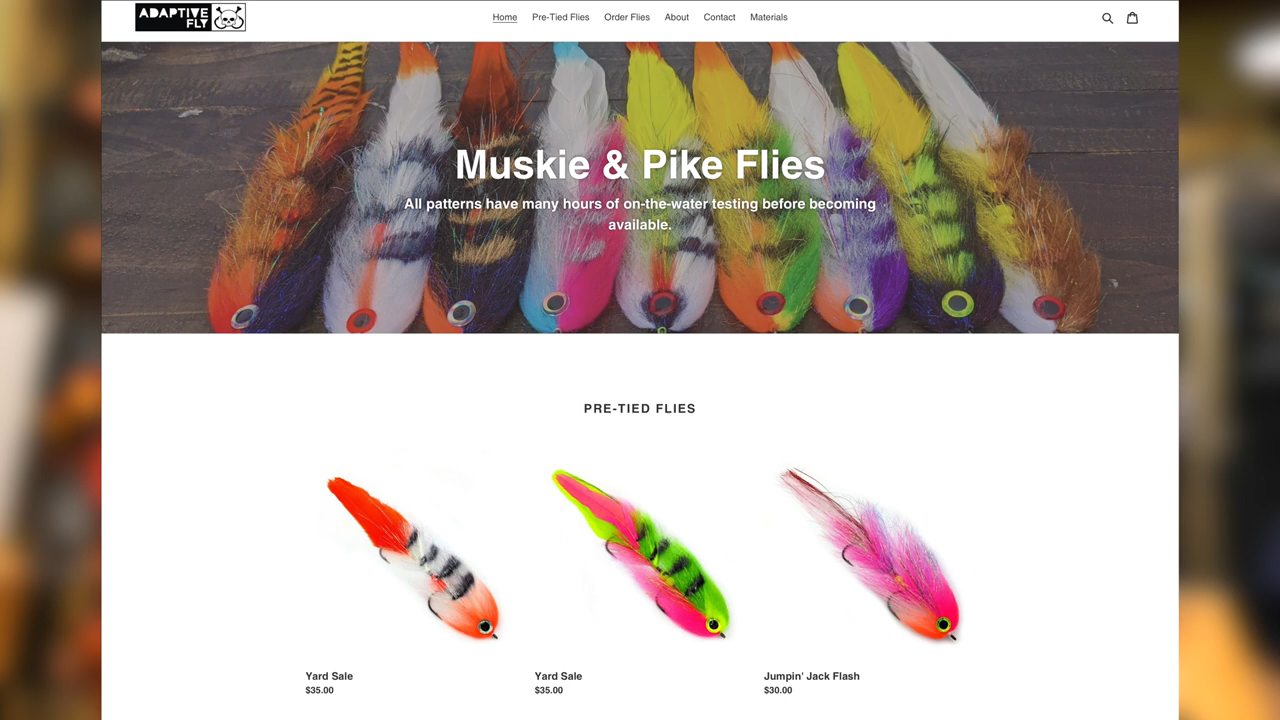 ADAPTIVE
FLY
Home Pre-Tied Flies Order Flies About Contact Materials
Muskie & Pike Flies
All patterns have many hours of on-the-water testing before becoming
available.
PRE-TIED FLIES
Yard Sale Yard Sale Jumpin' Jack Flash
$35.00 $35.00 $30.00